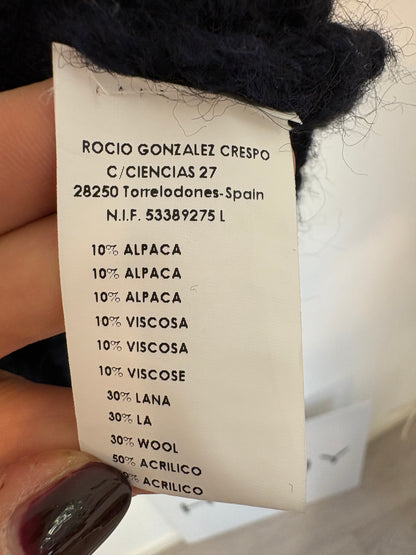 ROCIO GONZALEZ CRESPO
C/CIENCIAS 27
28250 Torrelodones-Spain
N.I.F. 53389275 L
10% ALPACA
10% ALPACA
10% ALPACA
10% VISCOSA
10% VISCOSA
10% VISCOSE
30% LANA
30% LA
30% WOOL
50% ACRILICO
ACRILICO